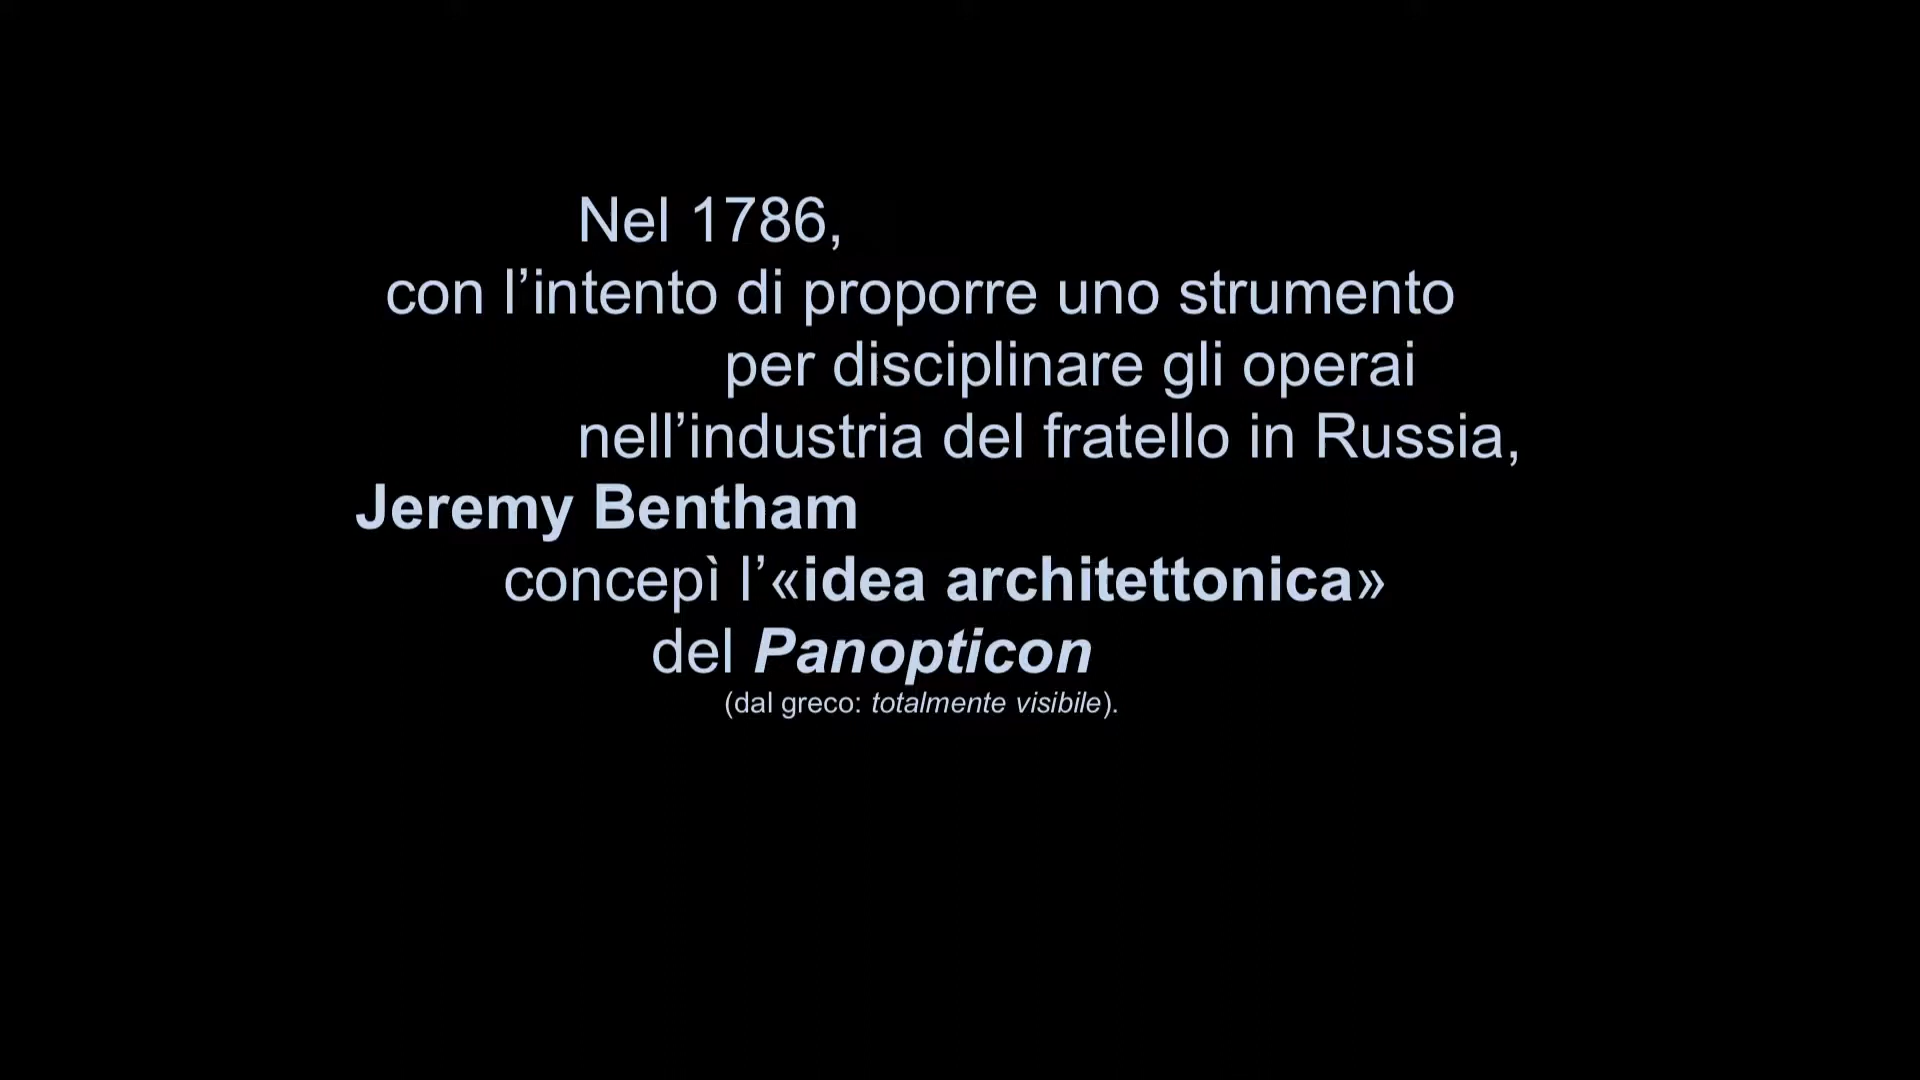 Nel 1786,
con l’intento di proporre uno strumento
per disciplinare gli operai
nell’industria del fratello in Russia,
Jeremy Bentham
concepì l’«idea architettonica»
del Panopticon
(dal greco: totalmente visibile).